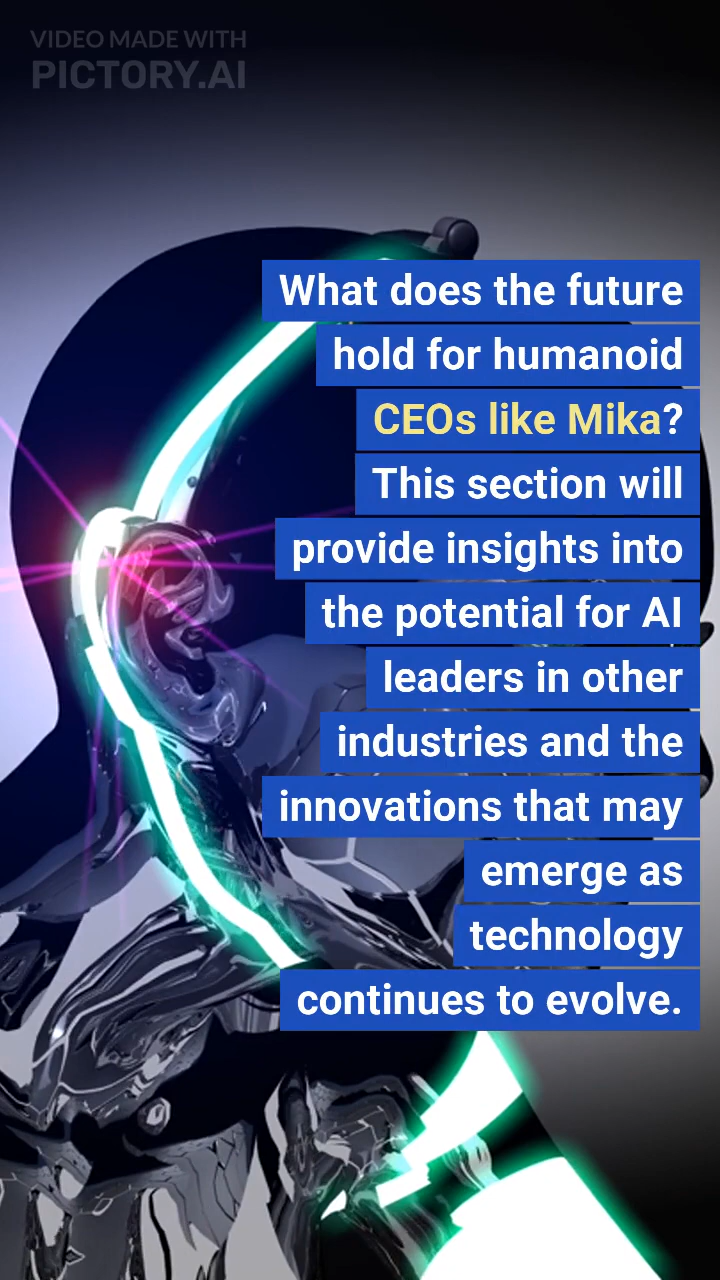 VIDEO MADE WITH
PICTORY.AI
What does the future
hold for humanoid
CEOs like Mika?
This section will
provide insights into
the potential for AI
leaders in other
industries and the
innovations that may
emerge as
technology
continues to evolve.